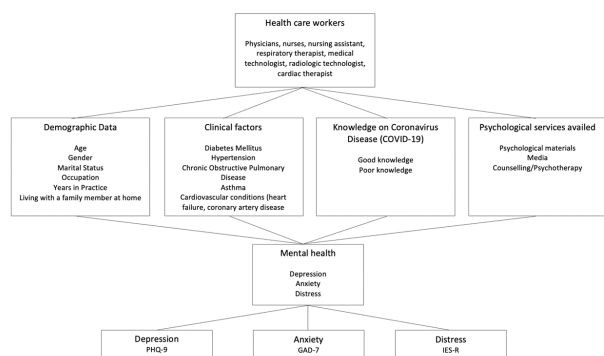 Health care workers
Physicians, nurses, nursing assistant,
respiratory therapist, medical
technologist, radiologic technologist,
cardiac therapist
Demographic Data
Age
Gender
Marital Status
Occupation
Years in Practice
Living with a family member at home
Clinical factors
Diabetes Mellitus
Hypertension
Chronic Obstructive Pulmonary
Disease
Asthma
Cardiovascular conditions (heart
failure, coronary artery disease
Knowledge on Coronavirus
Disease (COVID-19)
Good knowledge
Poor knowledge
Psychological services availed
Psychological materials
Media
Counselling/Psychotherapy
Mental health
Depression
Anxiety
Distress
Depression
PHQ-9
Anxiety
GAD-7
Distress
IES-R